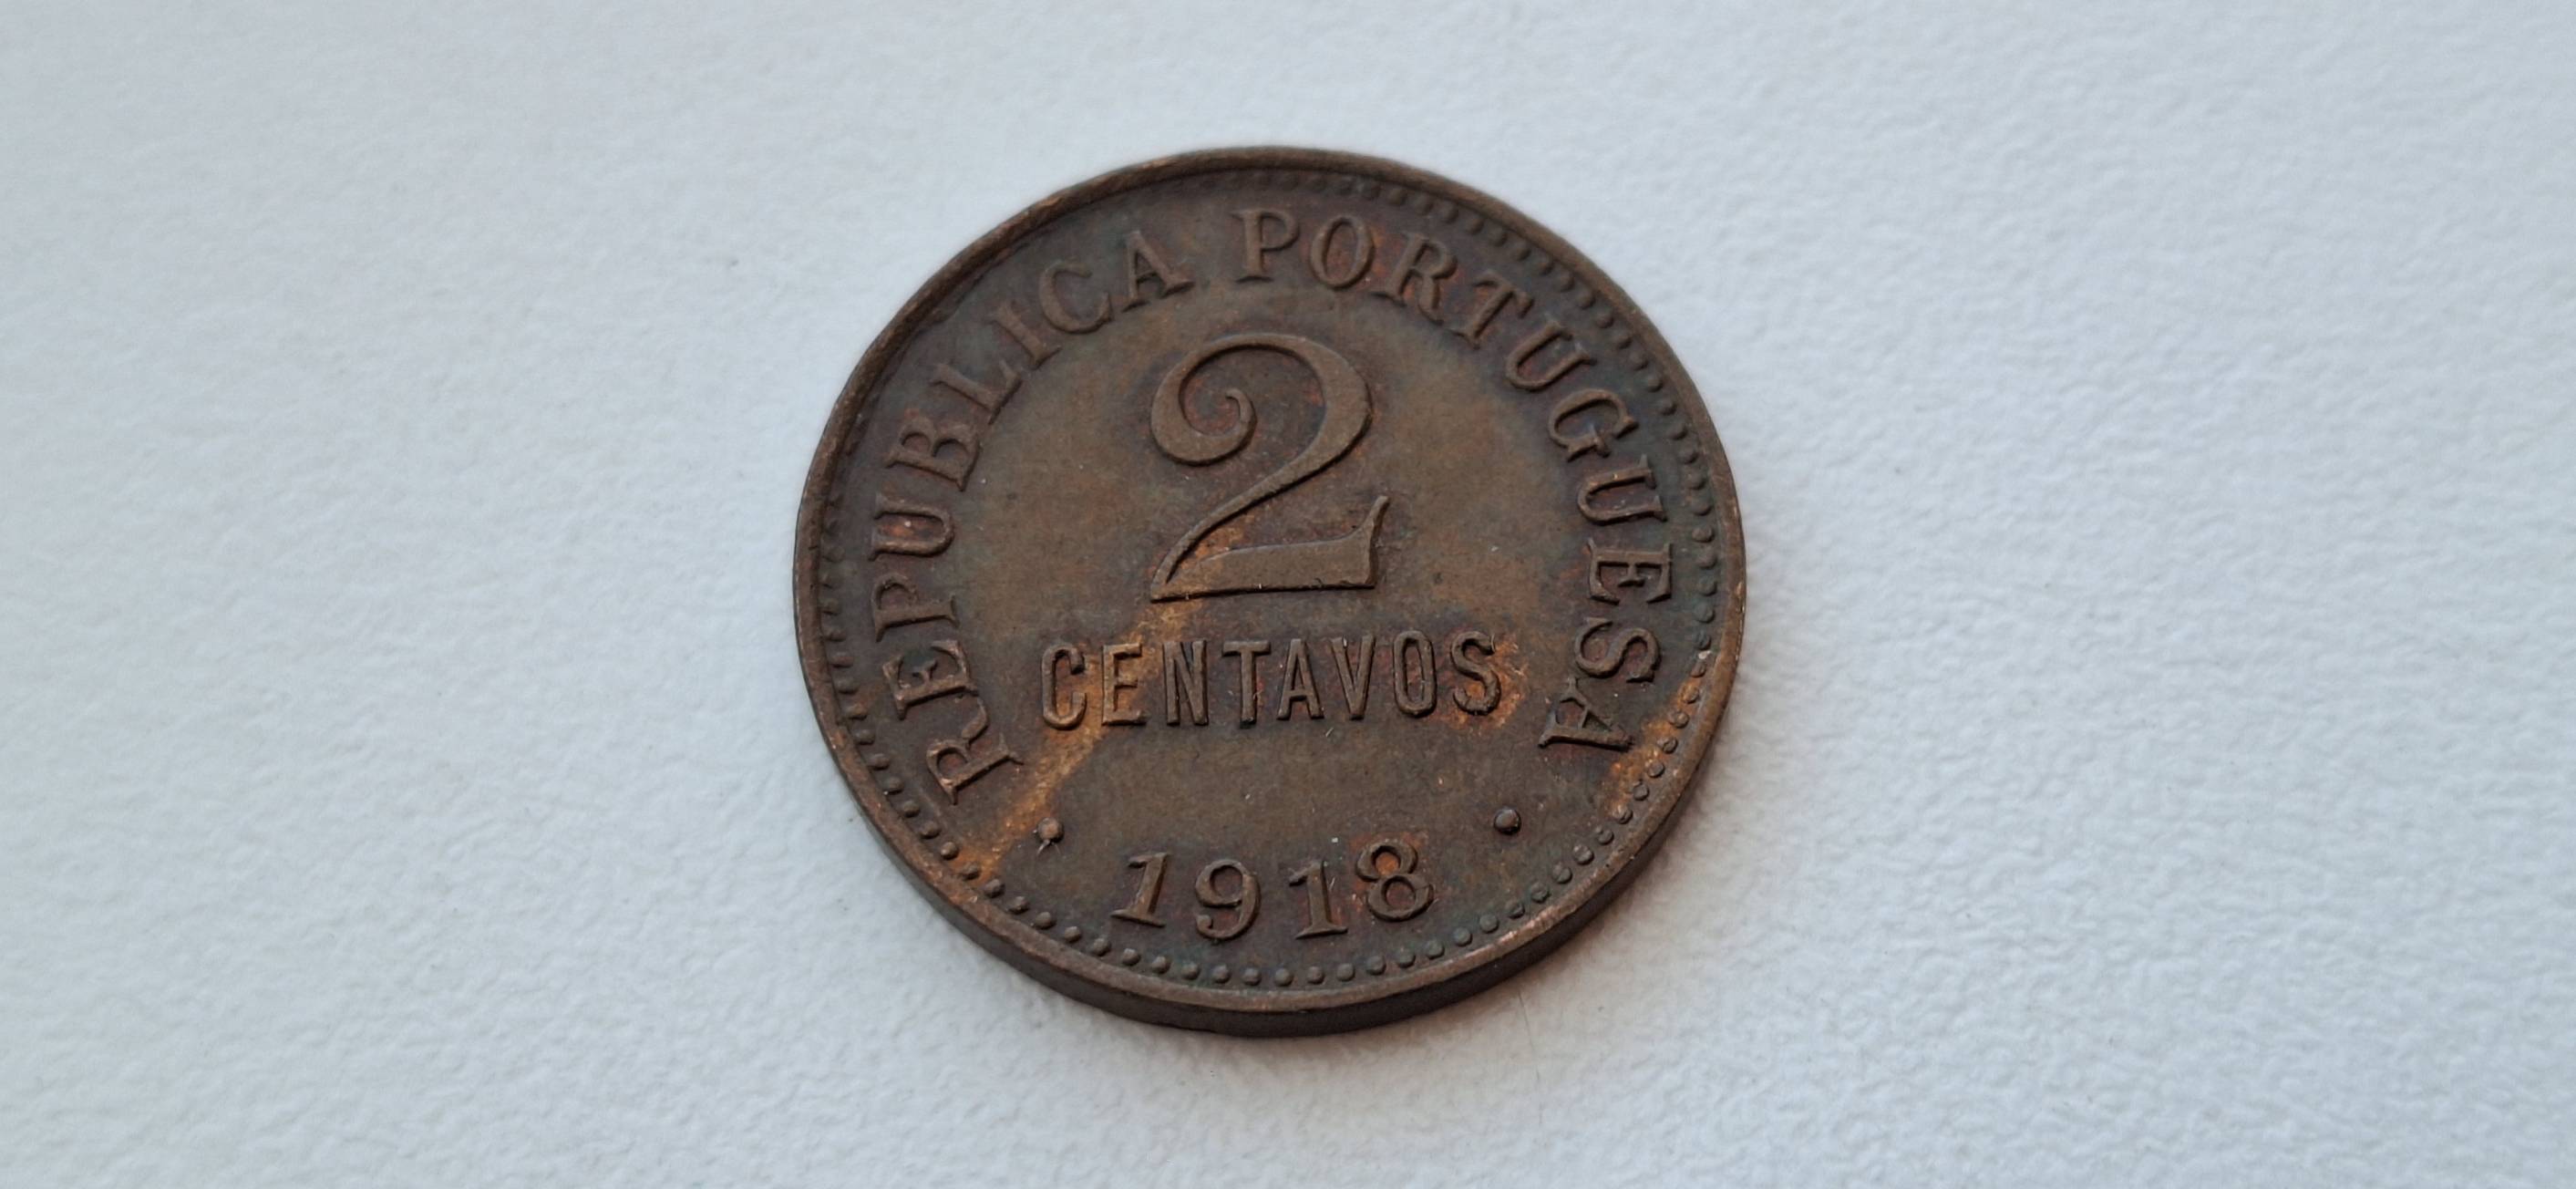 REPUBLICA PORTUGUESA
2
CENTAVOS
• 1918 •